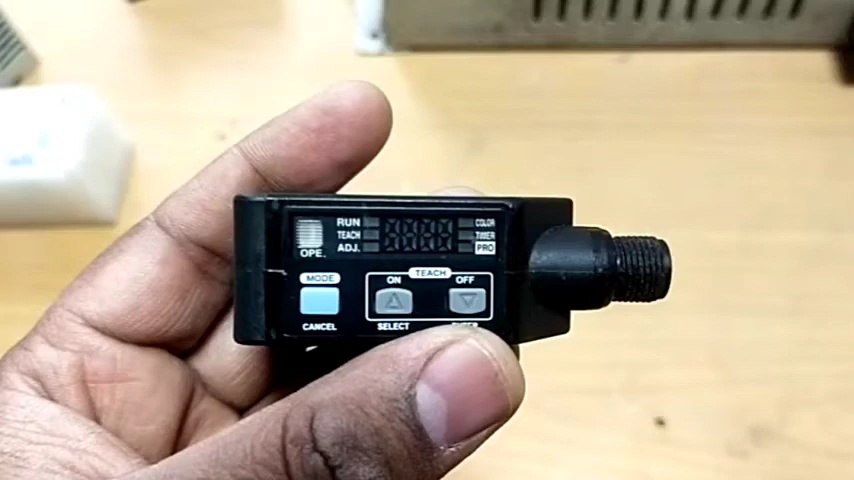 RUN COLOR
TEACH TIMER
ADJ. PRO
OPE.
MODE ON TEACH OFF
CANCEL SELECT